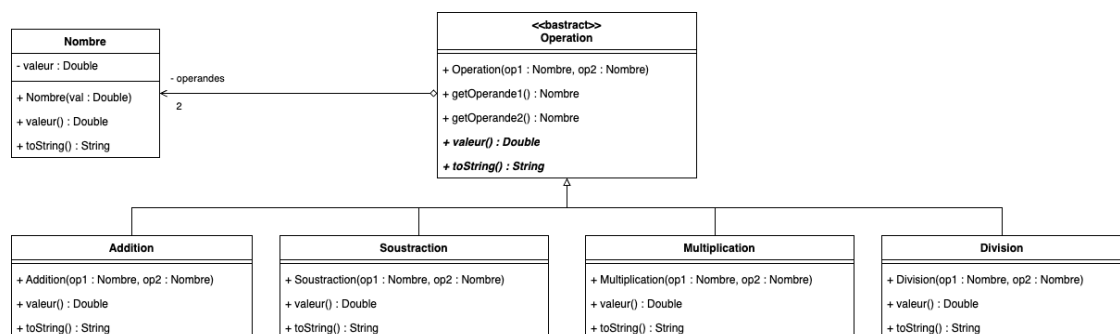 Nombre
- valeur : Double
+ Nombre(val : Double)
+ valeur() : Double
+ toString() : String
- operandes
2
<<bastract>>
Operation
+ Operation(op1 : Nombre, op2 : Nombre)
+ getOperande1() : Nombre
+ getOperande2() : Nombre
+ valeur() : Double
+ toString() : String
Addition
+ Addition(op1 : Nombre, op2 : Nombre)
+ valeur() : Double
+ toString() : String
Soustraction
+ Soustraction(op1 : Nombre, op2 : Nombre)
+ valeur() : Double
+ toString() : String
Multiplication
+ Multiplication(op1 : Nombre, op2 : Nombre)
+ valeur() : Double
+ toString() : String
Division
+ Division(op1 : Nombre, op2 : Nombre)
+ valeur() : Double
+ toString() : String